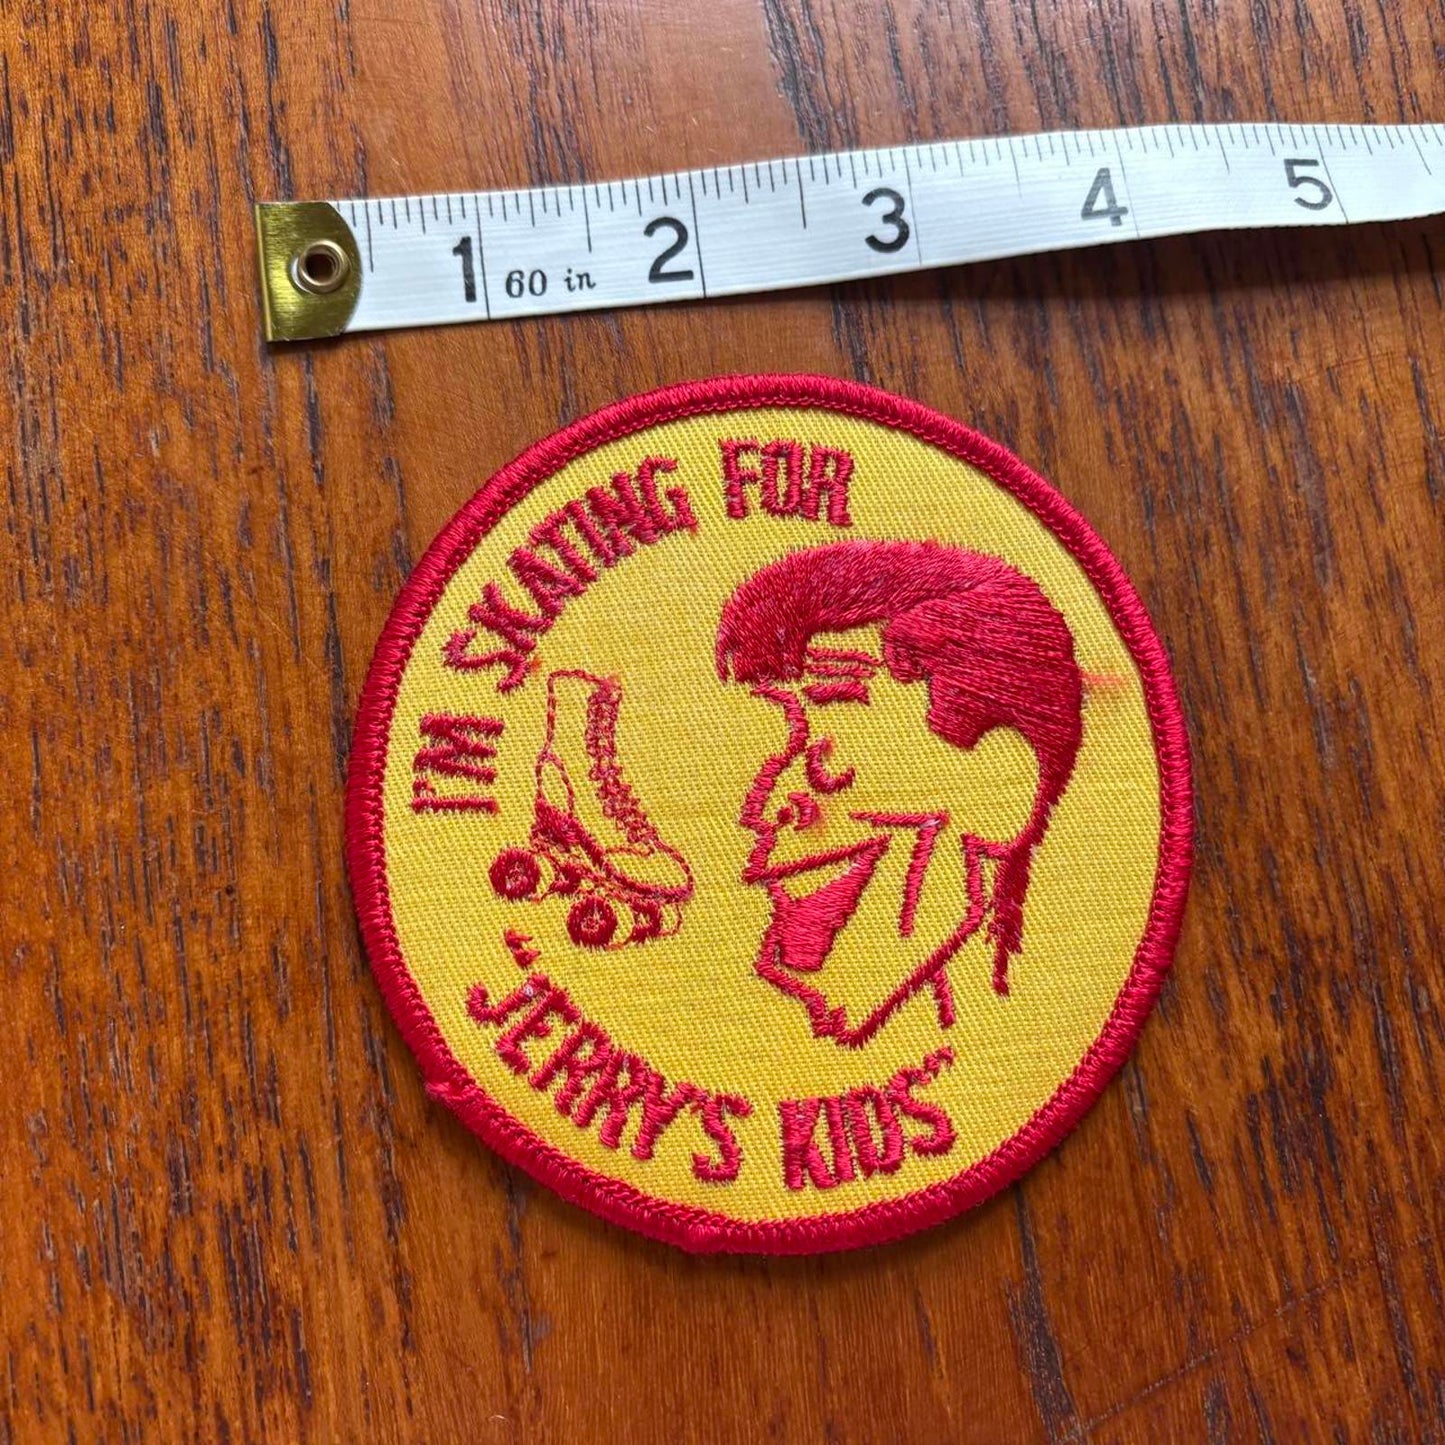 1 60 in 2 3 4 5
I'M SKATING FOR
"JERRY'S KIDS"